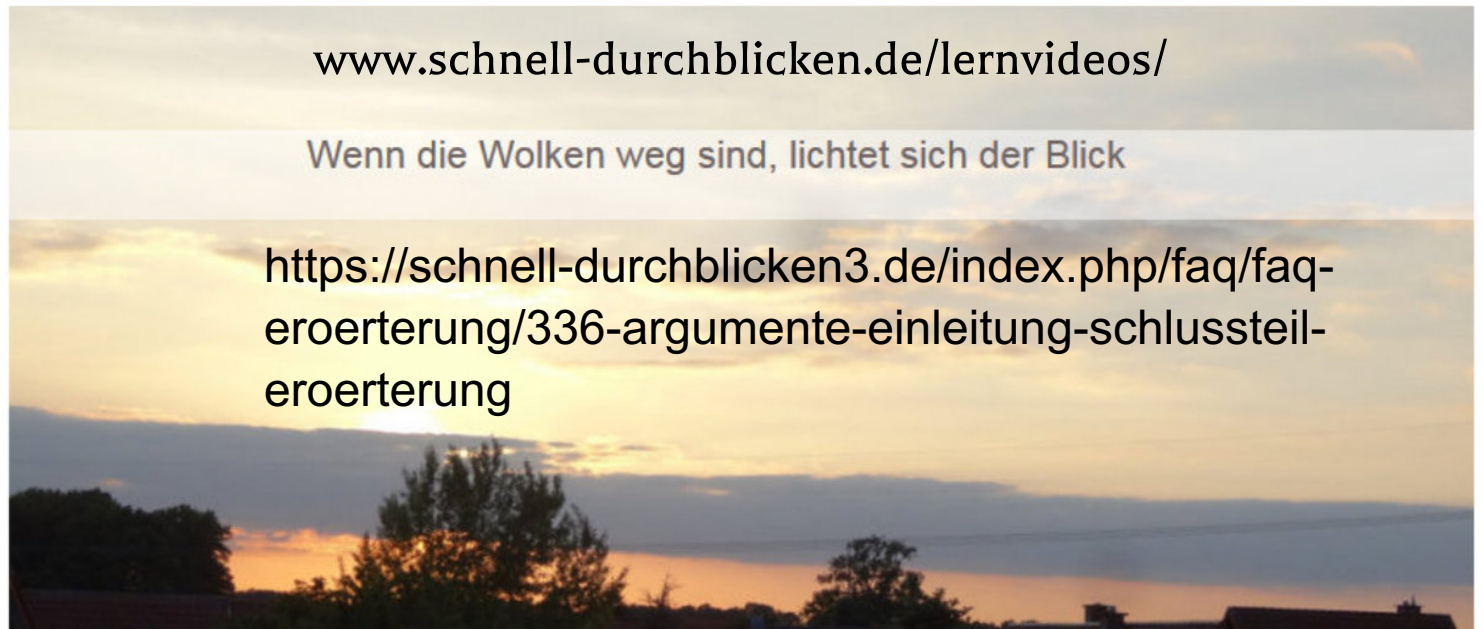 www.schnell-durchblicken.de/lernvideos/
Wenn die Wolken weg sind, lichtet sich der Blick
https://schnell-durchblicken3.de/index.php/faq/faq-
eroerterung/336-argumente-einleitung-schlussteil-
eroerterung